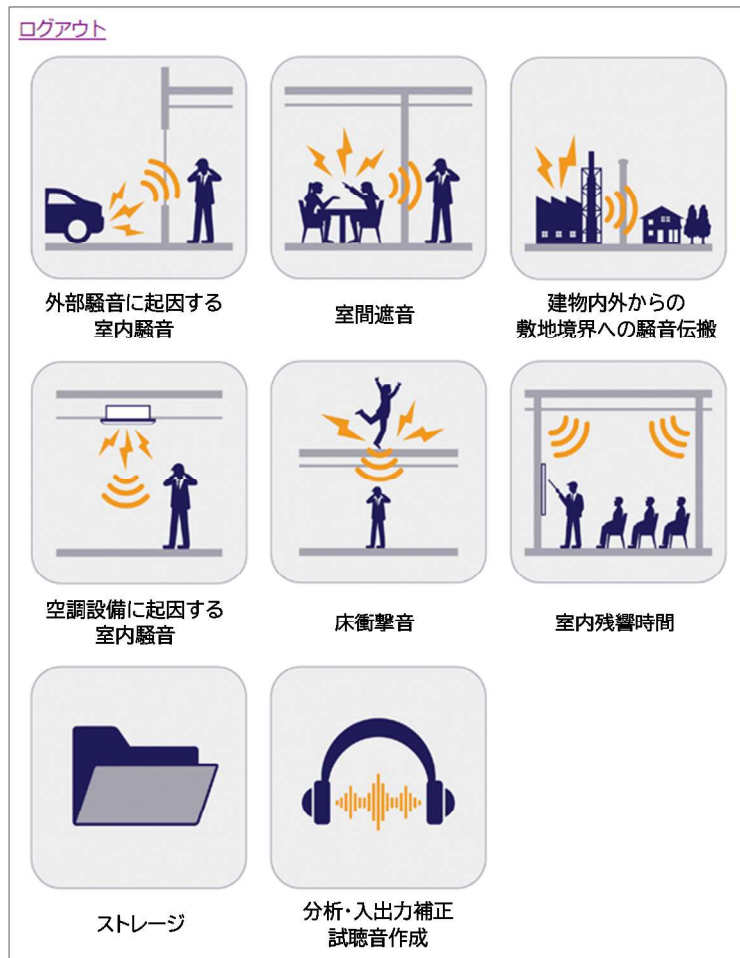 ログアウト
外部騒音に起因する
室内騒音
室間遮音
建物内外からの
敷地境界への騒音伝搬
空調設備に起因する
室内騒音
床衝撃音
室内残響時間
ストレージ
分析・入出力補正
試聴音作成